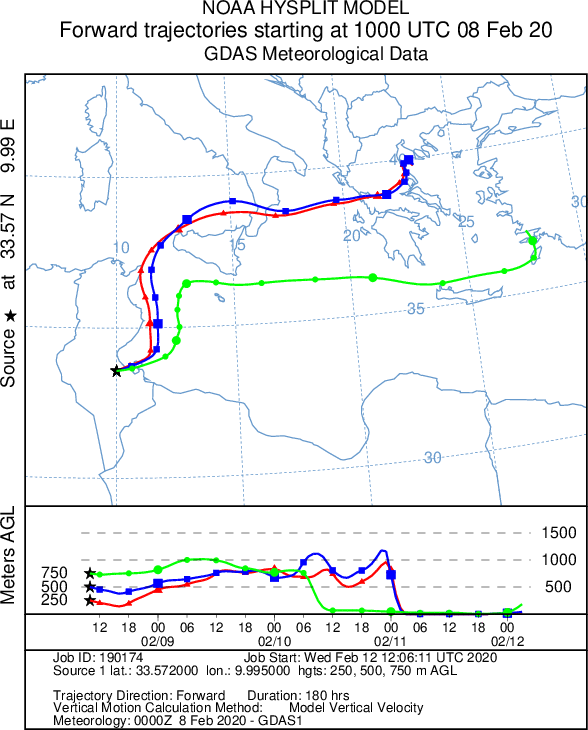 NOAA HYSPLIT MODEL
Forward trajectories starting at 1000 UTC 08 Feb 20
GDAS Meteorological Data
Source ★ at 33.57 N 9.99 E
40
30
25
20
15
10
35
30
Meters AGL
1500
1000
500
750
500
250
12 18 00 06 12 18 00 06 12 18 00 06 12 18 00
02/09 02/10 02/11 02/12
Job ID: 190174 Job Start: Wed Feb 12 12:06:11 UTC 2020
Source 1 lat.: 33.572000 lon.: 9.995000 hgts: 250, 500, 750 m AGL
Trajectory Direction: Forward Duration: 180 hrs
Vertical Motion Calculation Method: Model Vertical Velocity
Meteorology: 0000Z 8 Feb 2020 - GDAS1